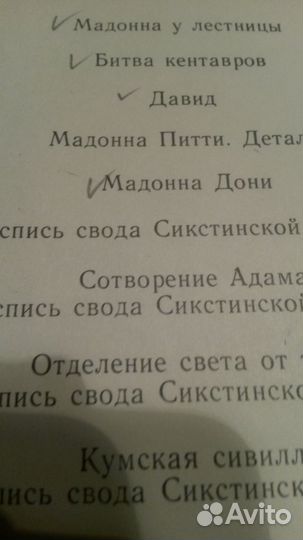 Мадонна у лестницы
Битва кентавров
Давид
Мадонна Питти. Детал
Мадонна Дони
спись свода Сикстинской
Сотворение Адама
спись свода Сикстинской
Отделение света от
пись свода Сикстинско
Кумская сивилл
пись свода Сикстинск
Avito